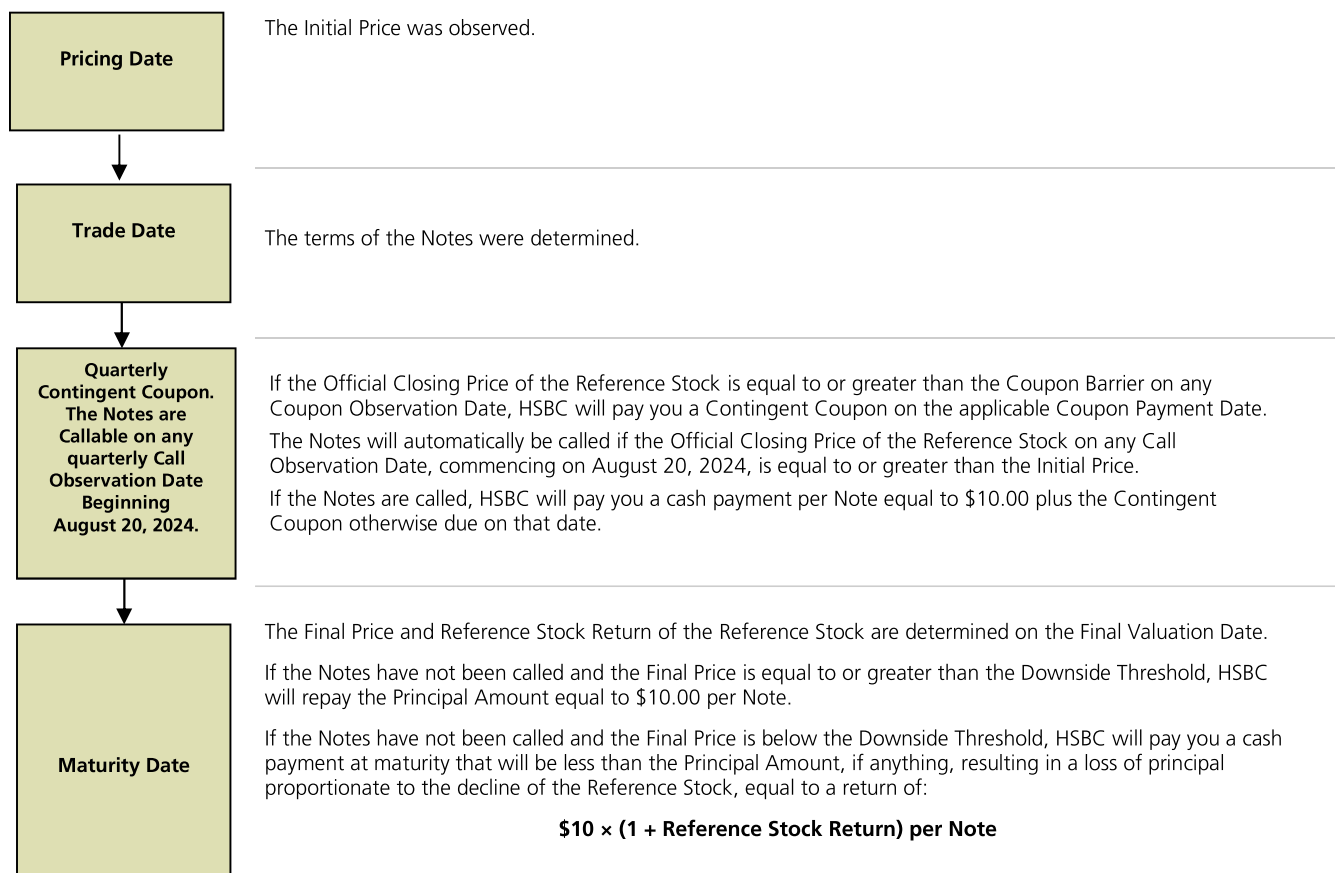 Pricing Date
The Initial Price was observed.
Trade Date
The terms of the Notes were determined.
Quarterly
Contingent Coupon.
The Notes are
Callable on any
quarterly Call
Observation Date
Beginning
August 20, 2024.
If the Official Closing Price of the Reference Stock is equal to or greater than the Coupon Barrier on any
Coupon Observation Date, HSBC will pay you a Contingent Coupon on the applicable Coupon Payment Date.
The Notes will automatically be called if the Official Closing Price of the Reference Stock on any Call
Observation Date, commencing on August 20, 2024, is equal to or greater than the Initial Price.
If the Notes are called, HSBC will pay you a cash payment per Note equal to $10.00 plus the Contingent
Coupon otherwise due on that date.
Maturity Date
The Final Price and Reference Stock Return of the Reference Stock are determined on the Final Valuation Date.
If the Notes have not been called and the Final Price is equal to or greater than the Downside Threshold, HSBC
will repay the Principal Amount equal to $10.00 per Note.
If the Notes have not been called and the Final Price is below the Downside Threshold, HSBC will pay you a cash
payment at maturity that will be less than the Principal Amount, if anything, resulting in a loss of principal
proportionate to the decline of the Reference Stock, equal to a return of:
$10 × (1 + Reference Stock Return) per Note